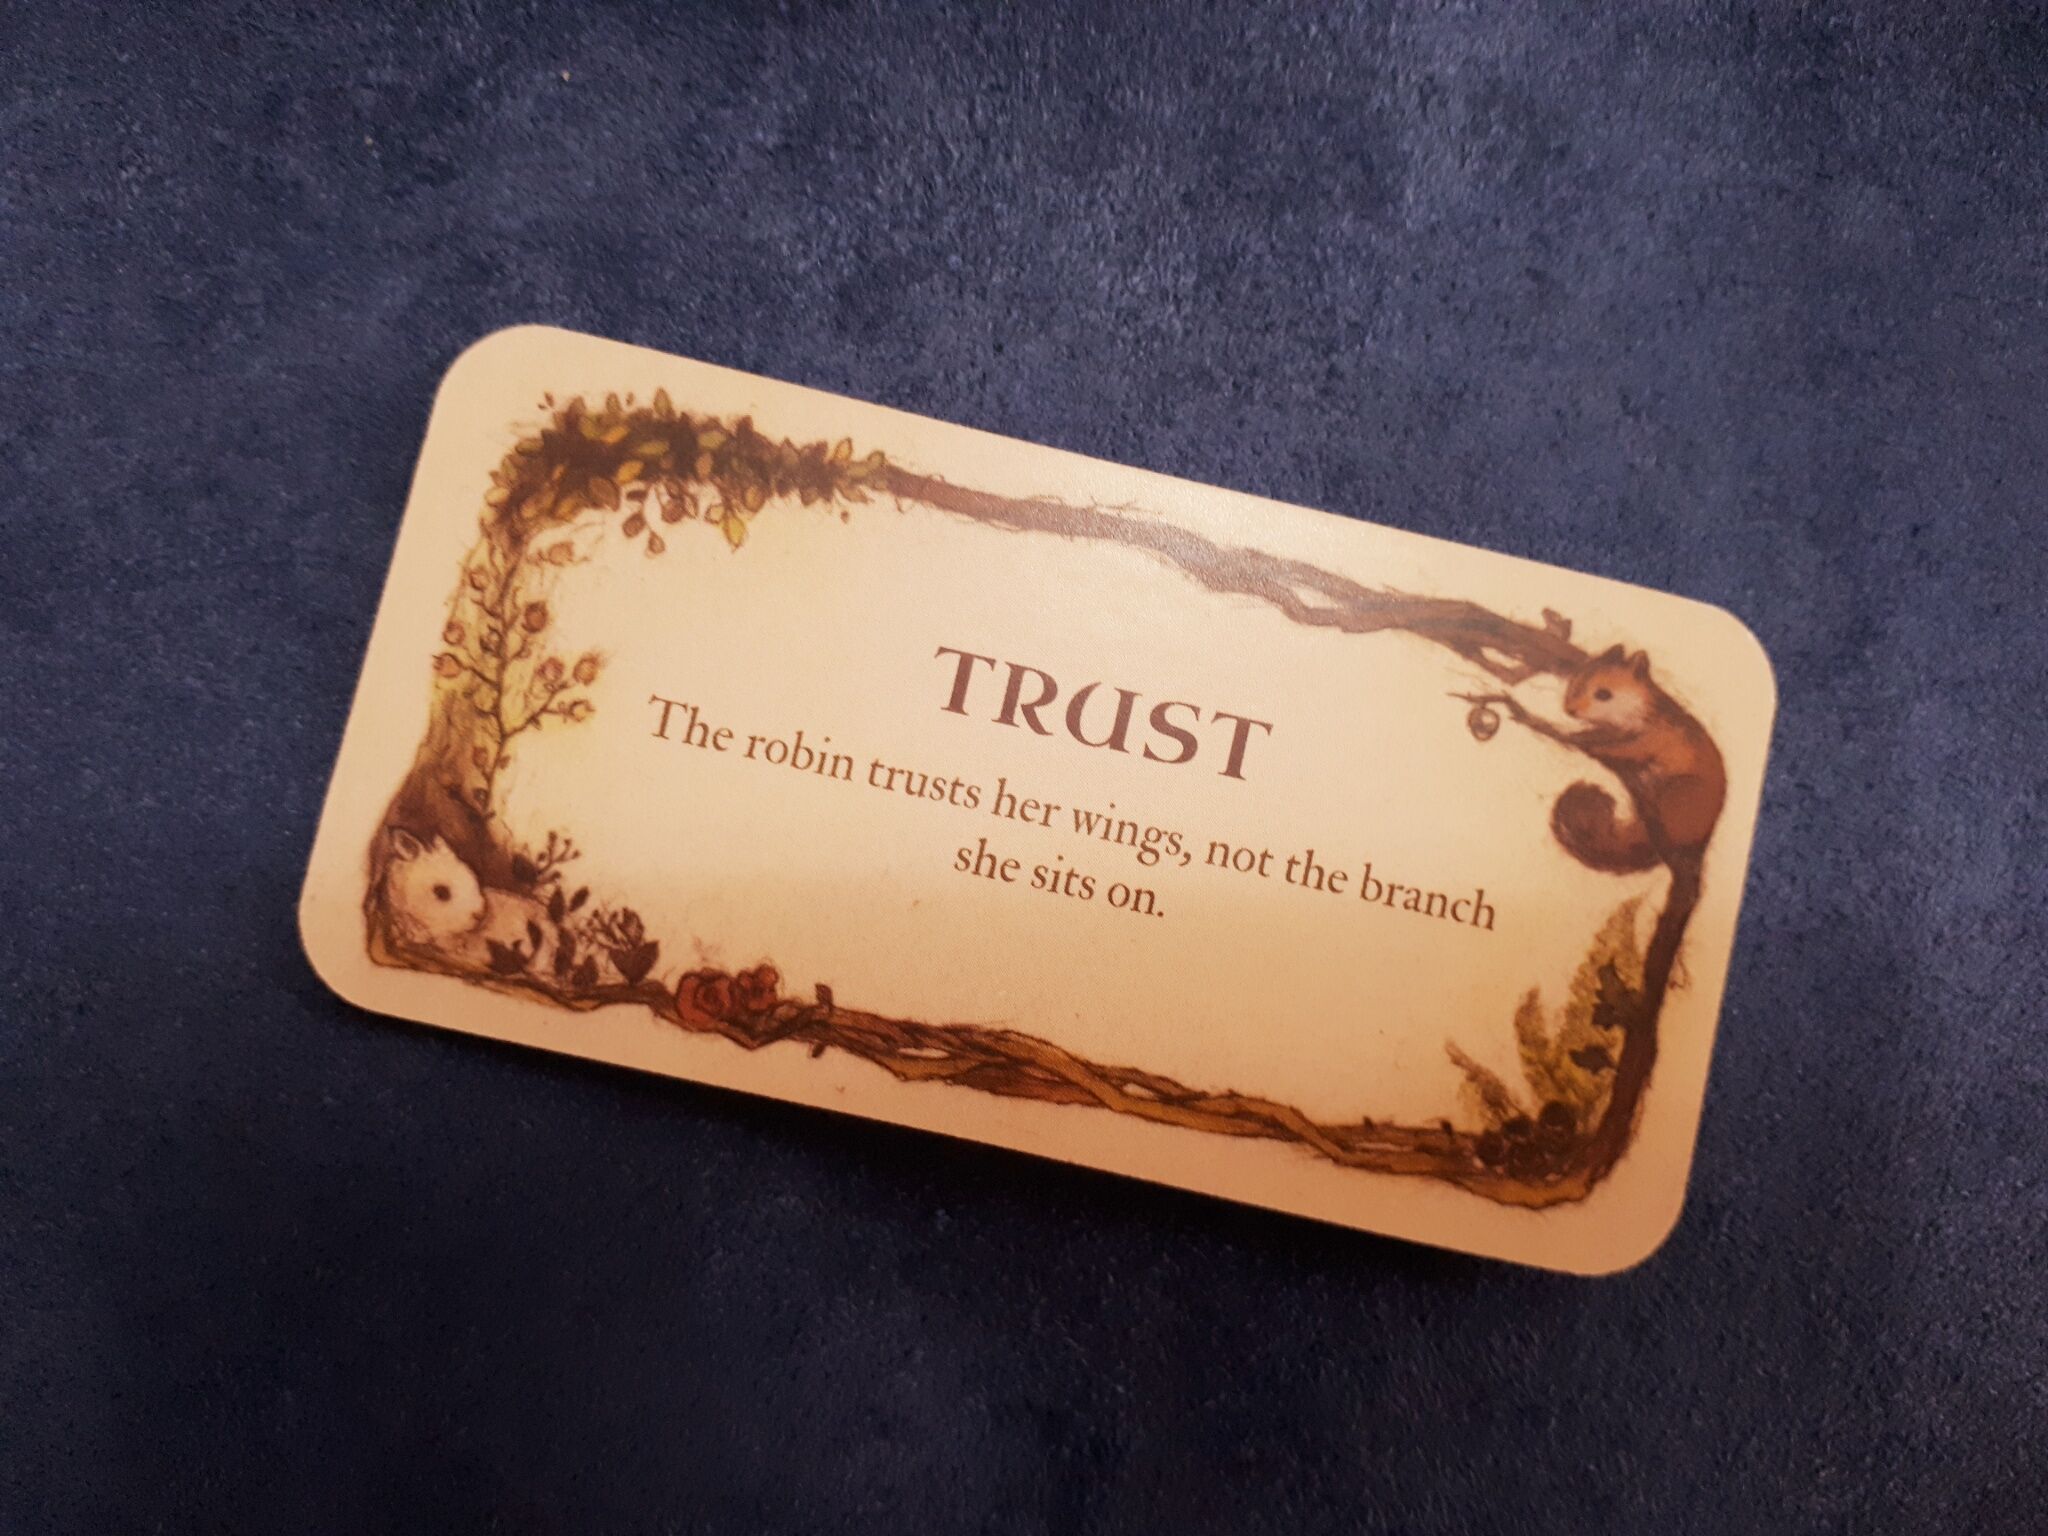 TRUST
The robin trusts her wings, not the branch
she sits on.